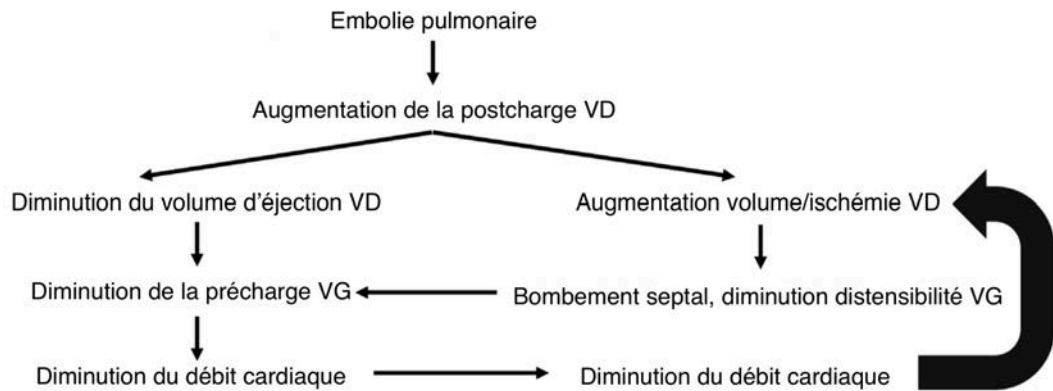 Embolie pulmonaire
Augmentation de la postcharge VD
Diminution du volume d'éjection VD
Augmentation volume/ischémie VD
Diminution de la précharge VG
Bombement septal, diminution distensibilité VG
Diminution du débit cardiaque
Diminution du débit cardiaque